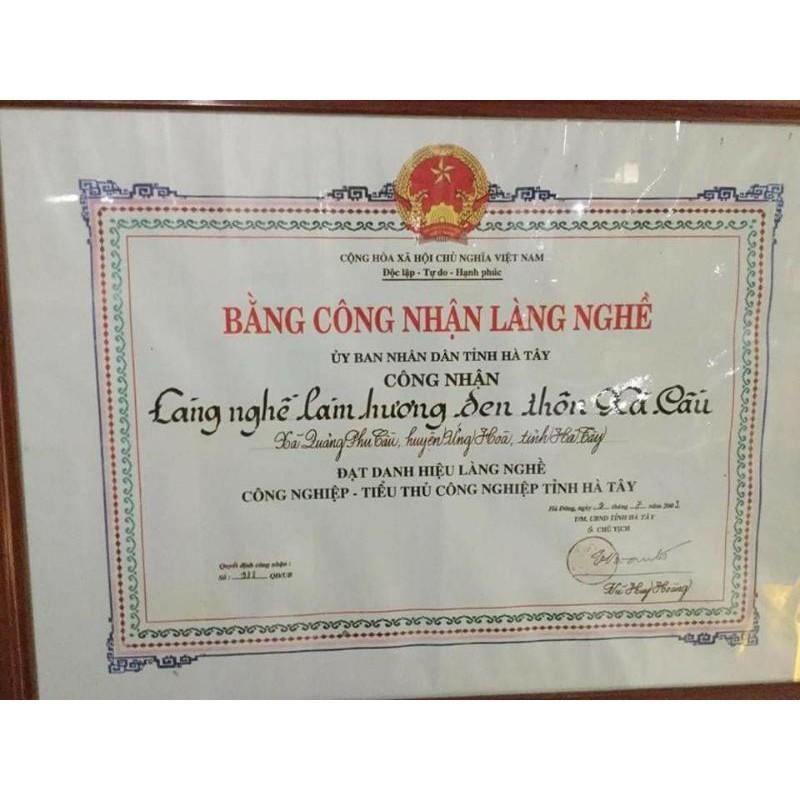 CỘNG HÒA XÃ HỘI CHỦ NGHĨA VIỆT NAM
Độc lập - Tự do - Hạnh phúc
BẰNG CÔNG NHẬN LÀNG NGHỀ
ỦY BAN NHÂN DÂN TỈNH HÀ TÂY
CÔNG NHẬN
Làng nghề làm hương đen thôn Xà Cầu
Xã Quảng Phú Cầu, huyện Ứng Hoà, tỉnh Hà Tây
ĐẠT DANH HIỆU LÀNG NGHỀ
CÔNG NGHIỆP - TIỂU THỦ CÔNG NGHIỆP TỈNH HÀ TÂY
Hà Đông, ngày tháng năm
T/M. UBND TỈNH HÀ TÂY
CHỦ TỊCH
Quyết định công nhận :
Số : QĐ/UB
Huy Hoàng